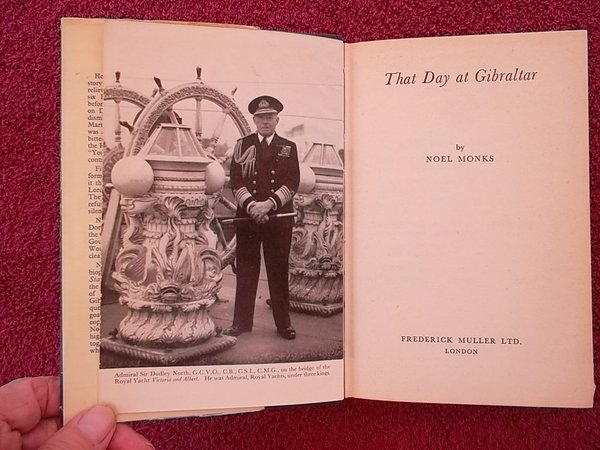 Admiral Sir Dudley North, G.C.V.O., C.B., C.S.I., C.M.G., on the bridge of the
Royal Yacht Victoria and Albert. He was Admiral, Royal Yachts, under three kings.
That Day at Gibraltar
by
NOEL MONKS
FREDERICK MULLER LTD.
LONDON